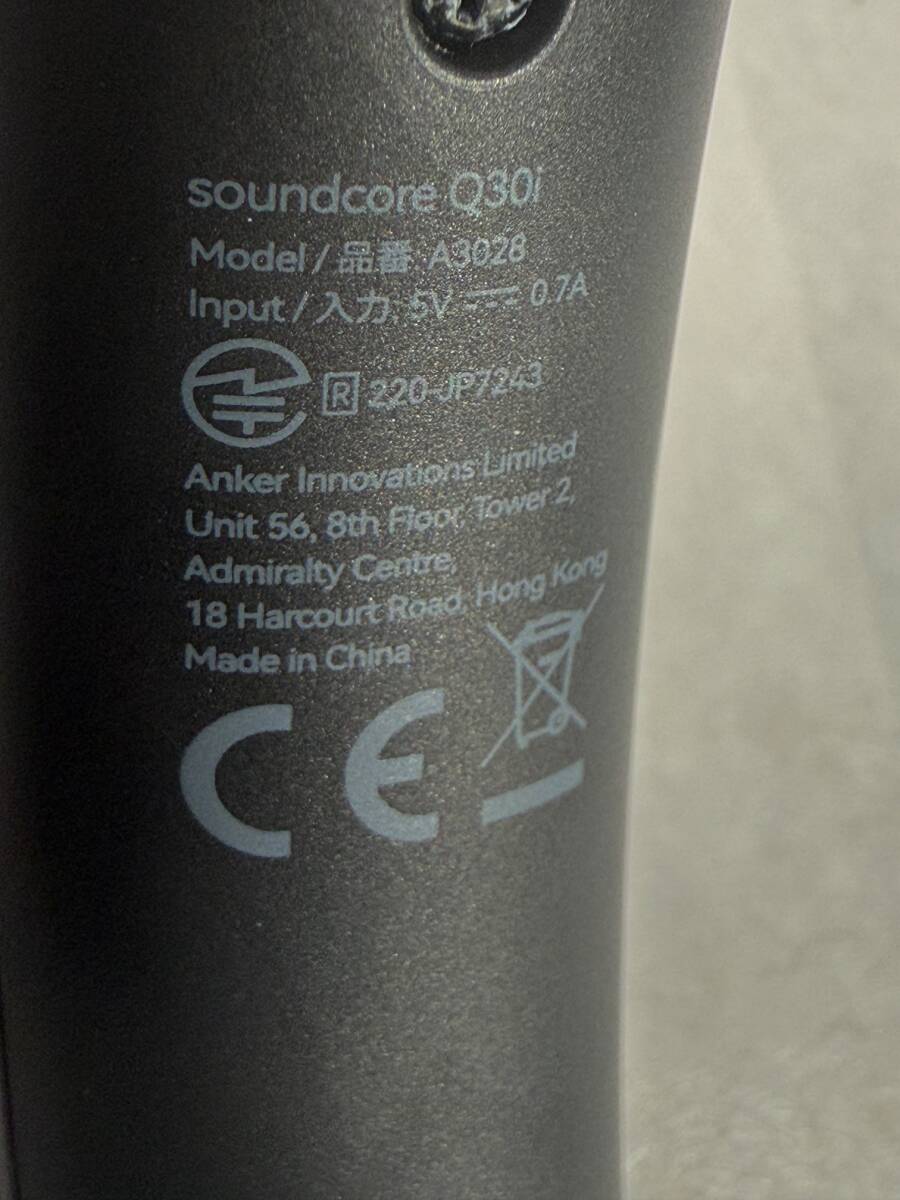 soundcore Q30i
Model / 品番: A3028
Input / 入力: 5V ⎓ 0.7A
R 220-JP7243
Anker Innovations Limited
Unit 56, 8th Floor, Tower 2,
Admiralty Centre,
18 Harcourt Road, Hong Kong
Made in China
CE